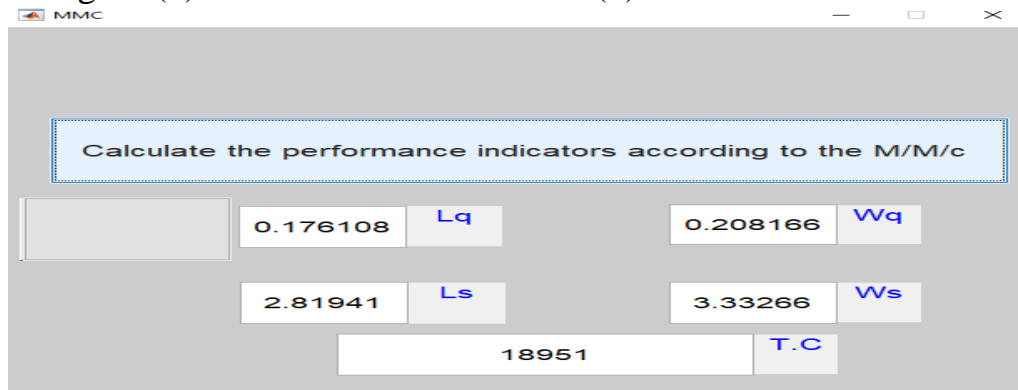 MMC
Calculate the performance indicators according to the M/M/c
0.176108 Lq 0.208166 Wq
2.81941 Ls 3.33266 Ws
18951 T.C